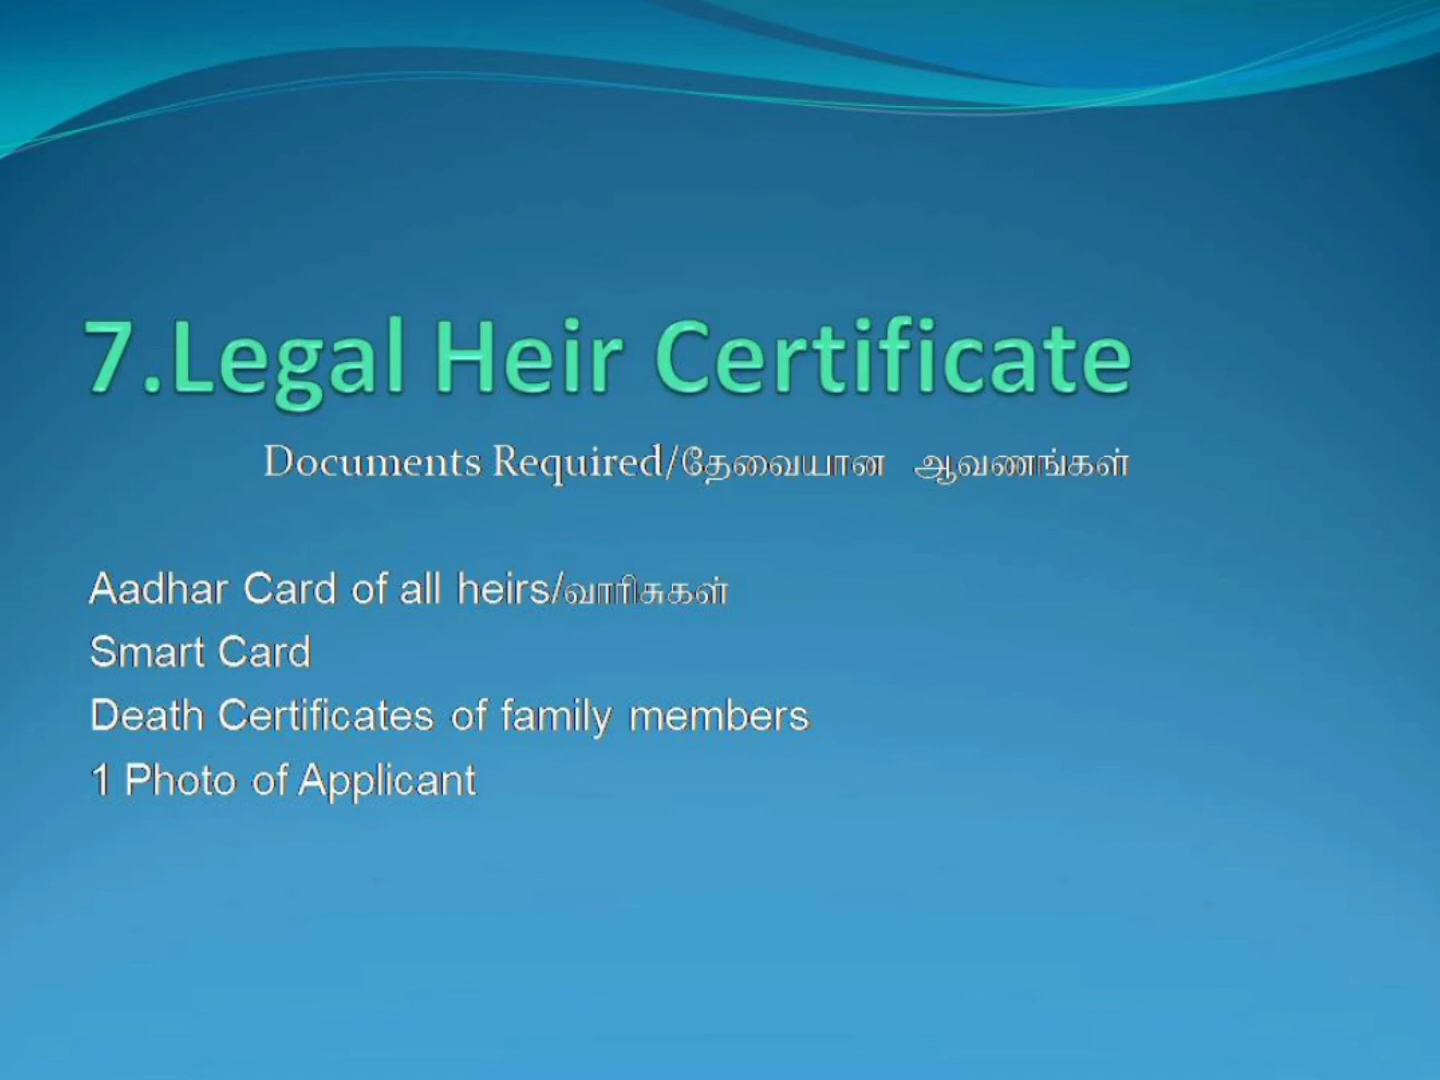 7.Legal Heir Certificate
Documents Required/தேவையான ஆவணங்கள்
Aadhar Card of all heirs/வாரிசுகள்
Smart Card
Death Certificates of family members
1 Photo of Applicant